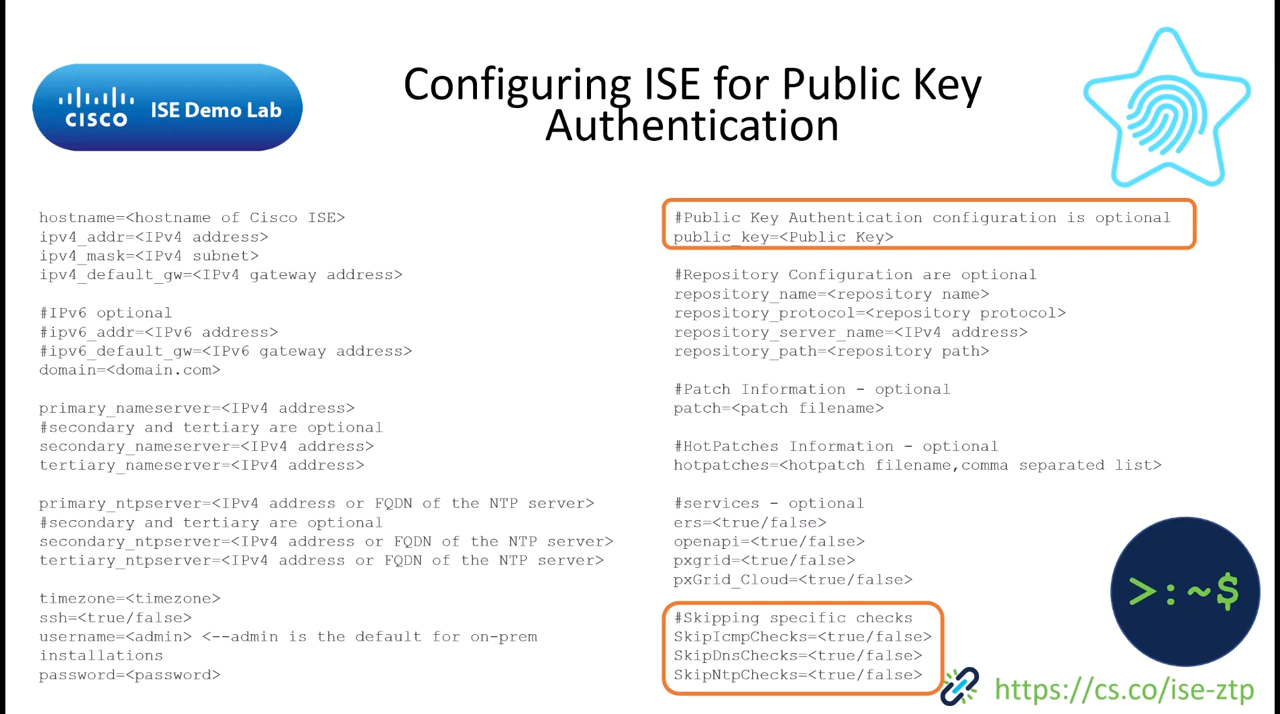 CISCO
ISE Demo Lab
Configuring ISE for Public Key
Authentication
hostname=<hostname of Cisco ISE>
ipv4_addr=<IPv4 address>
ipv4_mask=<IPv4 subnet>
ipv4_default_gw=<IPv4 gateway address>
#IPv6 optional
#ipv6_addr=<IPv6 address>
#ipv6_default_gw=<IPv6 gateway address>
domain=<domain.com>
primary_nameserver=<IPv4 address>
#secondary and tertiary are optional
secondary_nameserver=<IPv4 address>
tertiary_nameserver=<IPv4 address>
primary_ntpserver=<IPv4 address or FQDN of the NTP server>
#secondary and tertiary are optional
secondary_ntpserver=<IPv4 address or FQDN of the NTP server>
tertiary_ntpserver=<IPv4 address or FQDN of the NTP server>
timezone=<timezone>
ssh=<true/false>
username=<admin> <--admin is the default for on-prem
installations
password=<password>
#Public Key Authentication configuration is optional
public_key=<Public Key>
#Repository Configuration are optional
repository_name=<repository name>
repository_protocol=<repository protocol>
repository_server_name=<IPv4 address>
repository_path=<repository path>
#Patch Information - optional
patch=<patch filename>
#HotPatches Information - optional
hotpatches=<hotpatch filename,comma separated list>
#services - optional
ers=<true/false>
openapi=<true/false>
pxgrid=<true/false>
pxGrid_Cloud=<true/false>
#Skipping specific checks
SkipIcmpChecks=<true/false>
SkipDnsChecks=<true/false>
SkipNtpChecks=<true/false>
>:~$
https://cs.co/ise-ztp